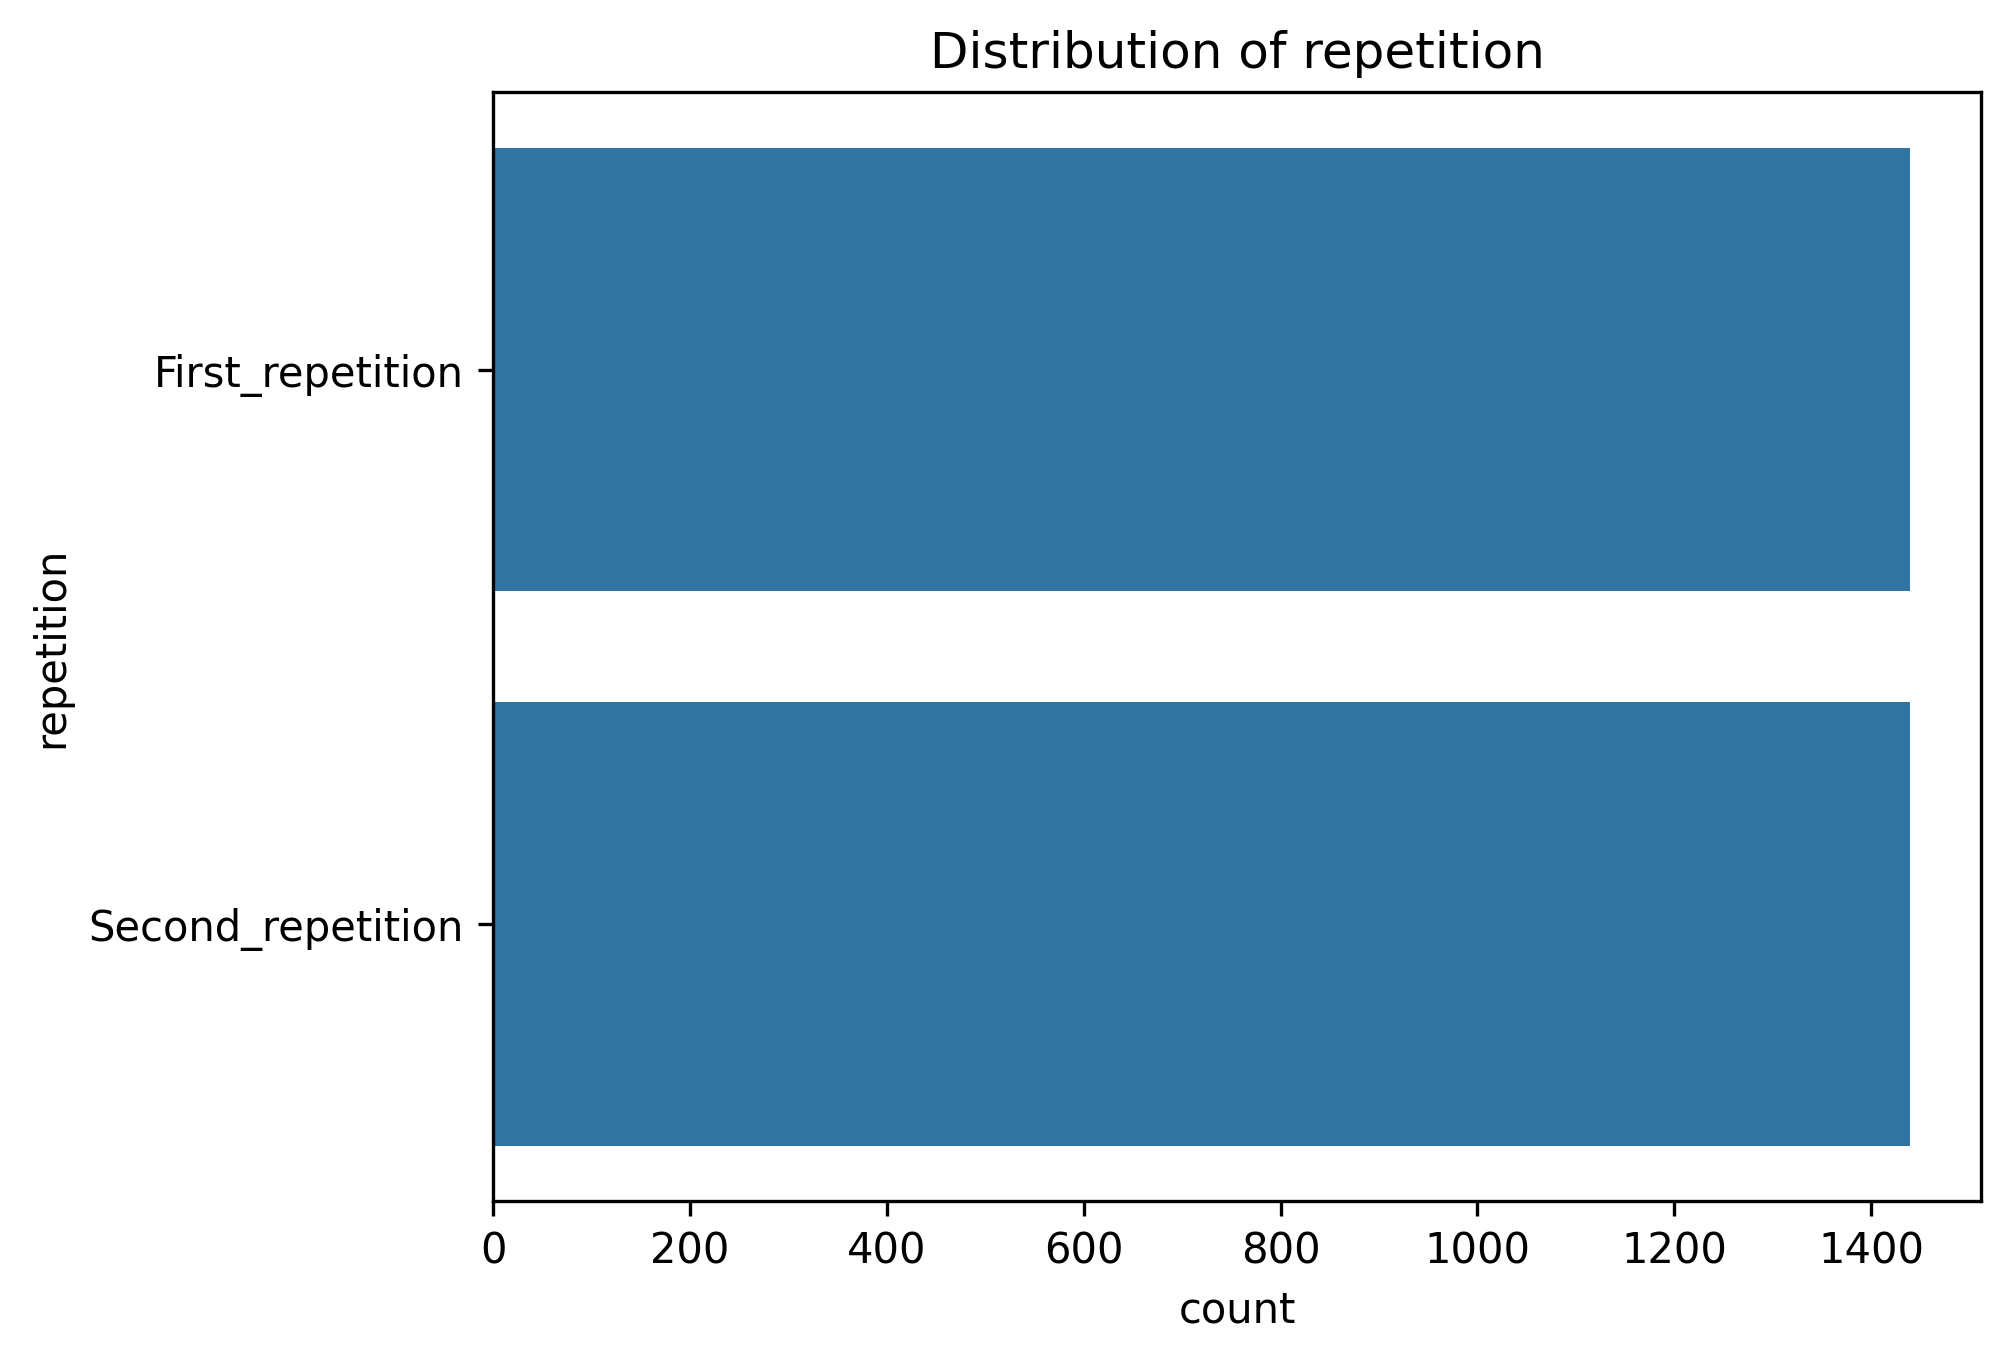 Distribution of repetition
First_repetition
Second_repetition
repetition
0 200 400 600 800 1000 1200 1400
count